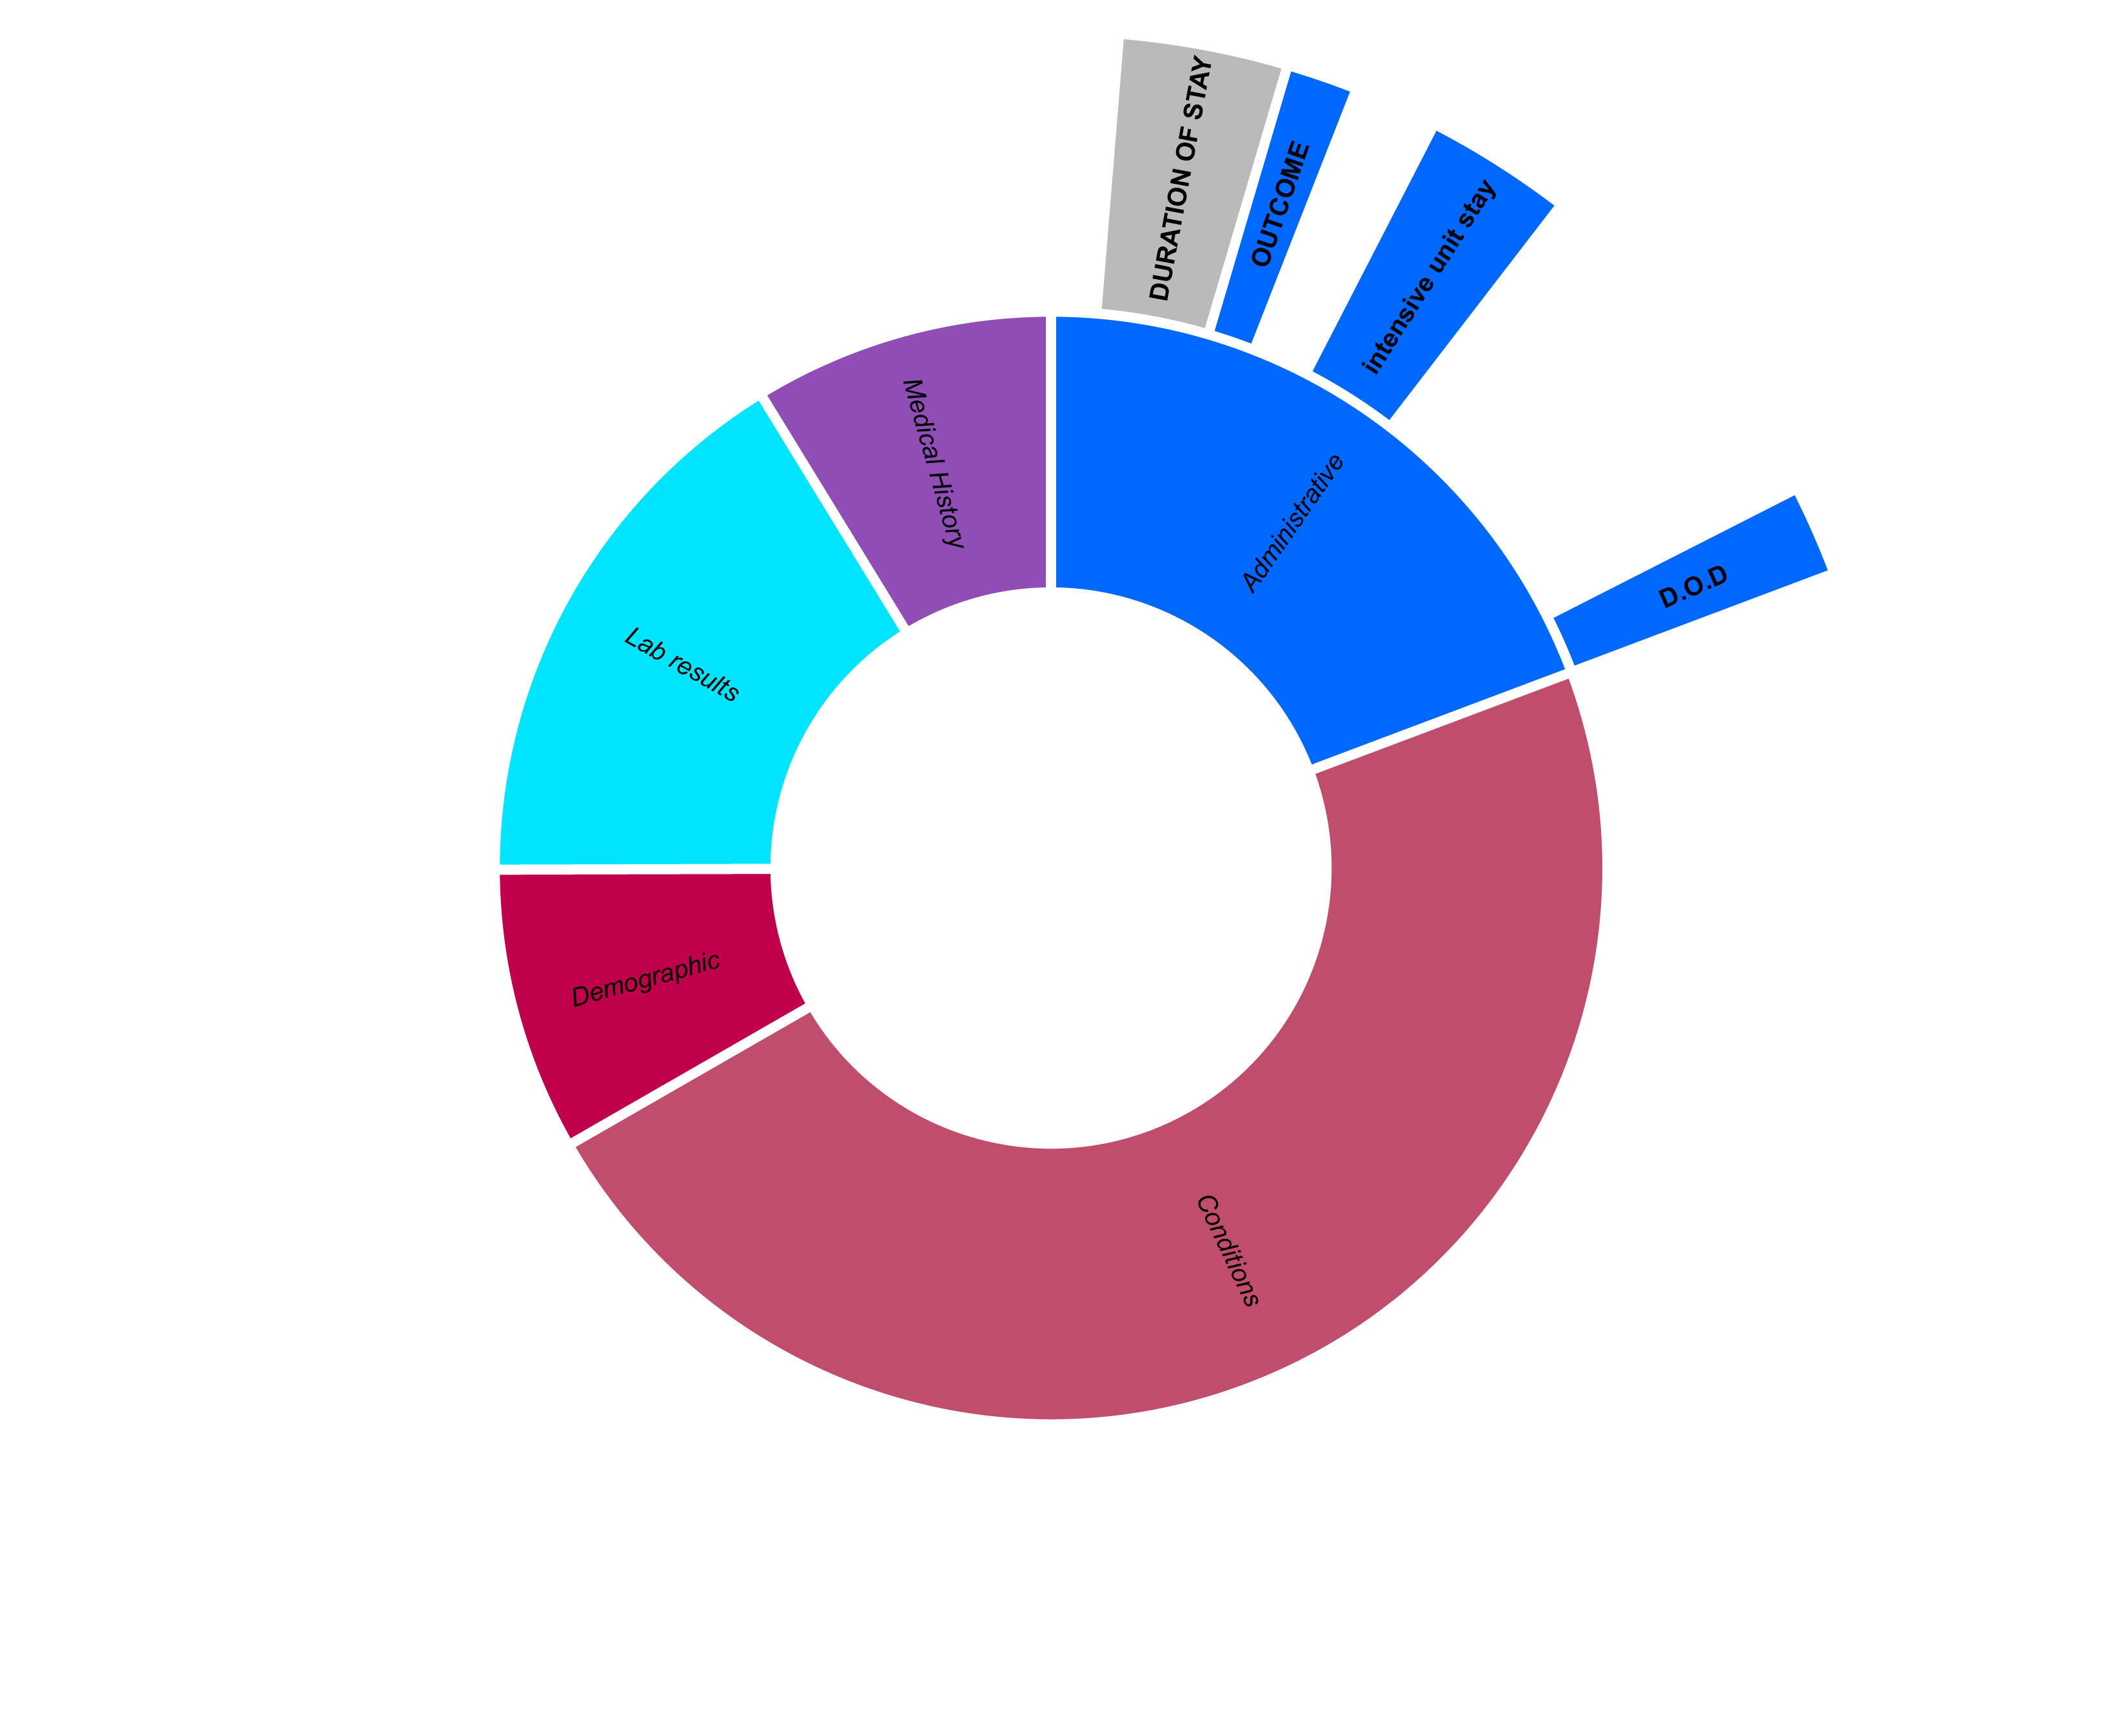 DURATION OF STAY
OUTCOME
intensive unit stay
D.O.D
Administrative
Medical History
Lab results
Demographic
Conditions